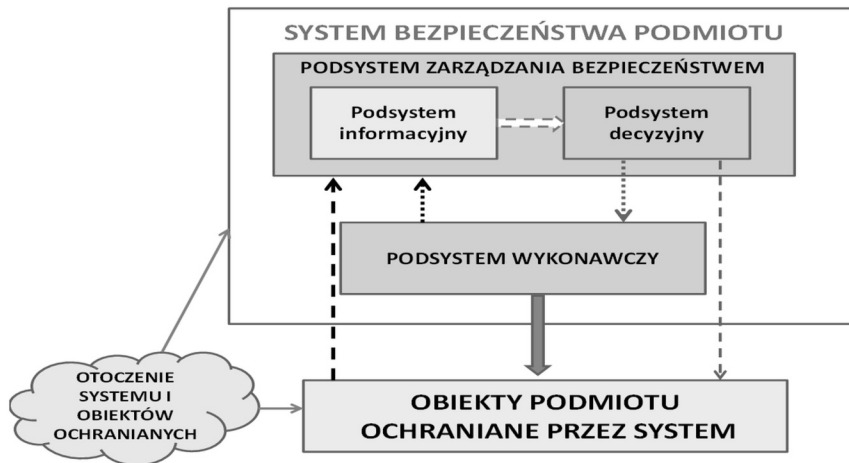 SYSTEM BEZPIECZEŃSTWA PODMIOTU
PODSYSTEM ZARZĄDZANIA BEZPIECZEŃSTWEM
Podsystem
informacyjny
Podsystem
decyzyjny
PODSYSTEM WYKONAWCZY
OTOCZENIE
SYSTEMU I
OBIEKTÓW
OCHRANIANYCH
OBIEKTY PODMIOTU
OCHRANIANE PRZEZ SYSTEM